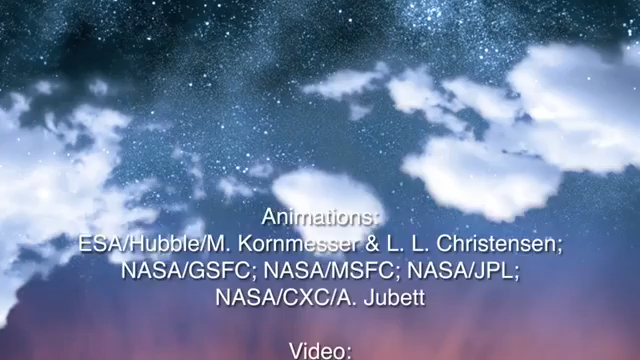 Animations:
ESA/Hubble/M. Kornmesser & L. L. Christensen;
NASA/GSFC; NASA/MSFC; NASA/JPL;
NASA/CXC/A. Jubett
Video: